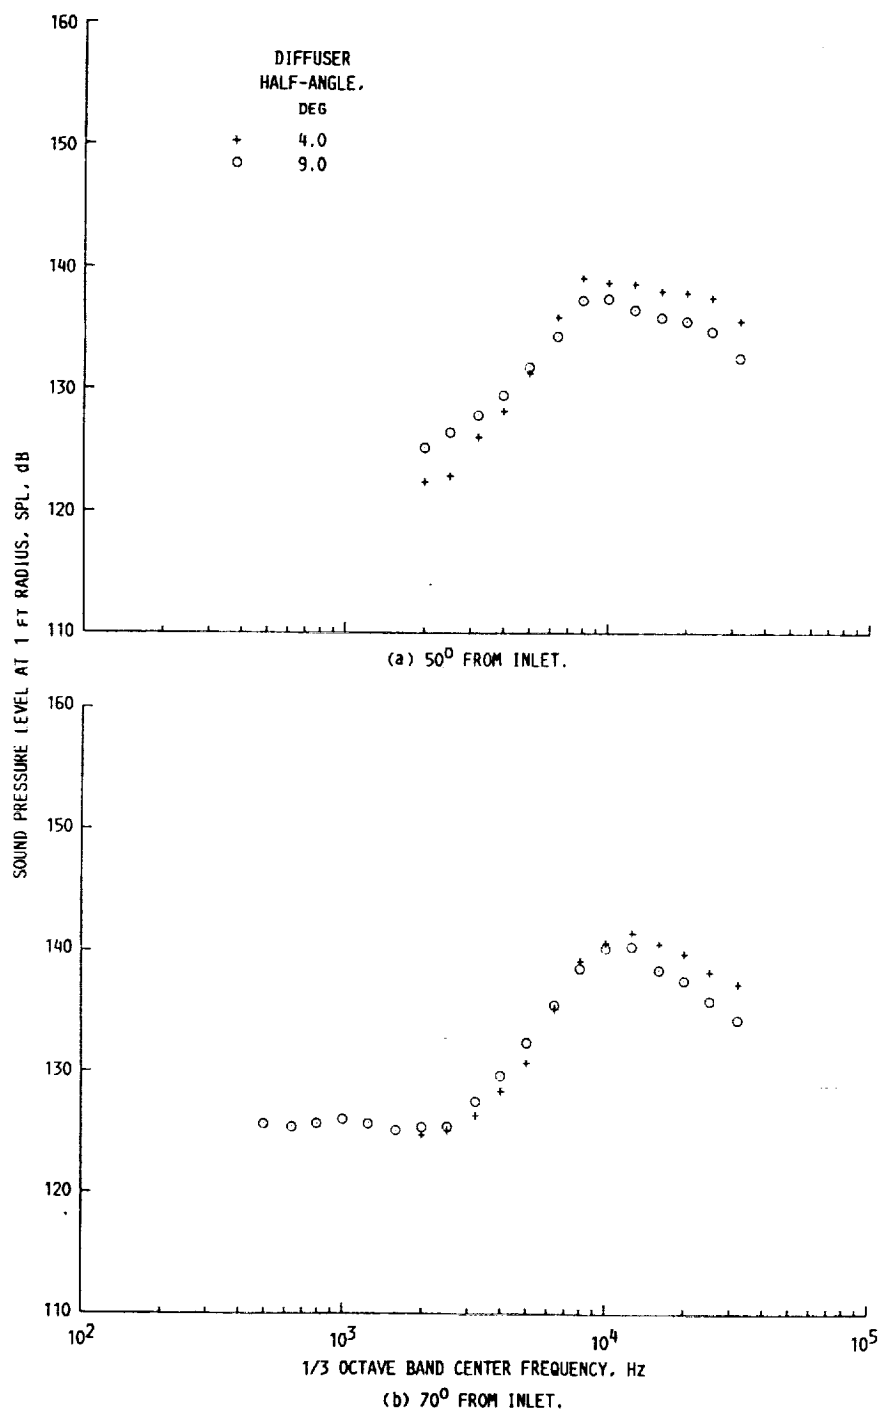 160
DIFFUSER
HALF-ANGLE,
DEG
+ 4.0
O 9.0
150
140
130
120
110
(a) 50⁰ FROM INLET.
SOUND PRESSURE LEVEL AT 1 FT RADIUS, SPL, dB
160
150
140
130
120
110
10² 10³ 10⁴ 10⁵
1/3 OCTAVE BAND CENTER FREQUENCY, Hz
(b) 70⁰ FROM INLET.